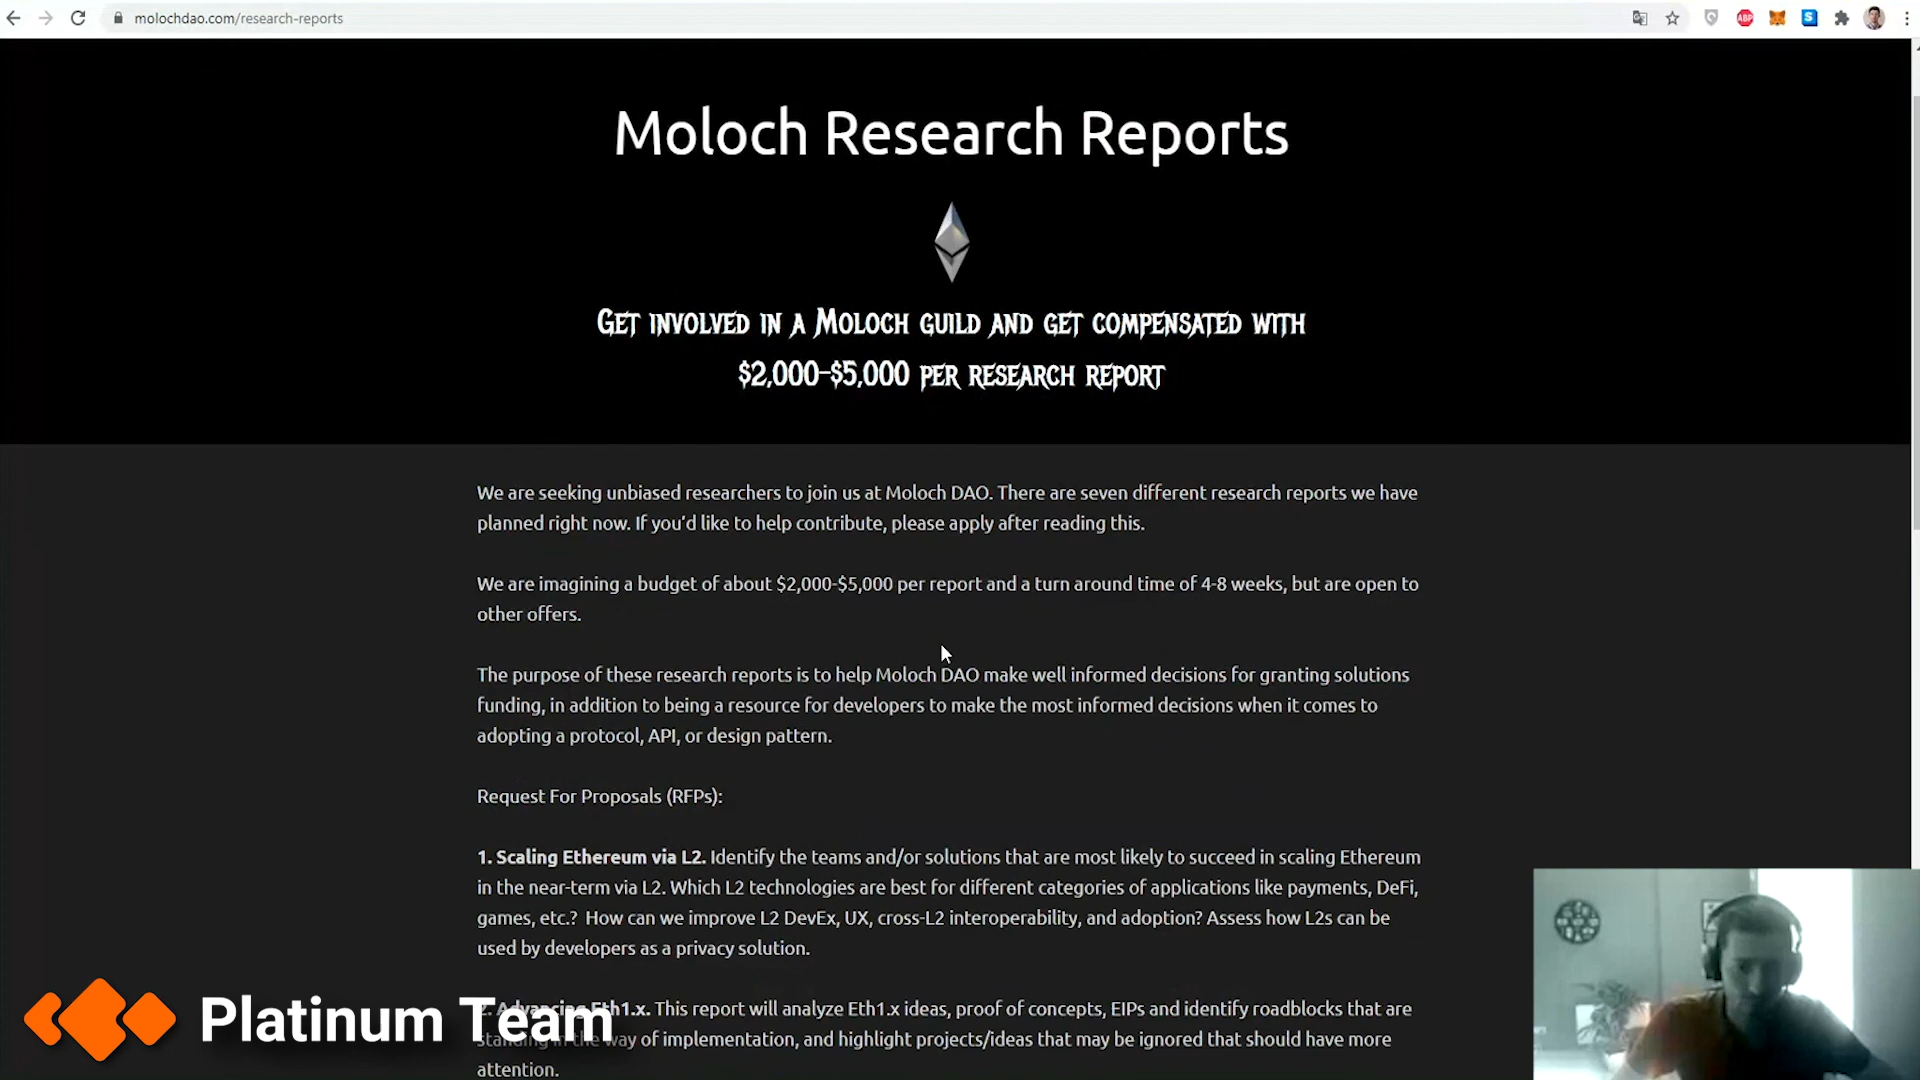 molochdao.com/research-reports
ABP
S
Moloch Research Reports
GET INVOLVED IN A MOLOCH GUILD AND GET COMPENSATED WITH
$2,000-$5,000 PER RESEARCH REPORT
We are seeking unbiased researchers to join us at Moloch DAO. There are seven different research reports we have
planned right now. If you’d like to help contribute, please apply after reading this.
We are imagining a budget of about $2,000-$5,000 per report and a turn around time of 4-8 weeks, but are open to
other offers.
The purpose of these research reports is to help Moloch DAO make well informed decisions for granting solutions
funding, in addition to being a resource for developers to make the most informed decisions when it comes to
adopting a protocol, API, or design pattern.
Request For Proposals (RFPs):
1. Scaling Ethereum via L2. Identify the teams and/or solutions that are most likely to succeed in scaling Ethereum
in the near-term via L2. Which L2 technologies are best for different categories of applications like payments, DeFi,
games, etc.? How can we improve L2 DevEx, UX, cross-L2 interoperability, and adoption? Assess how L2s can be
used by developers as a privacy solution.
2. Advancing Eth1.x. This report will analyze Eth1.x ideas, proof of concepts, EIPs and identify roadblocks that are
standing in the way of implementation, and highlight projects/ideas that may be ignored that should have more
attention.
Platinum Team